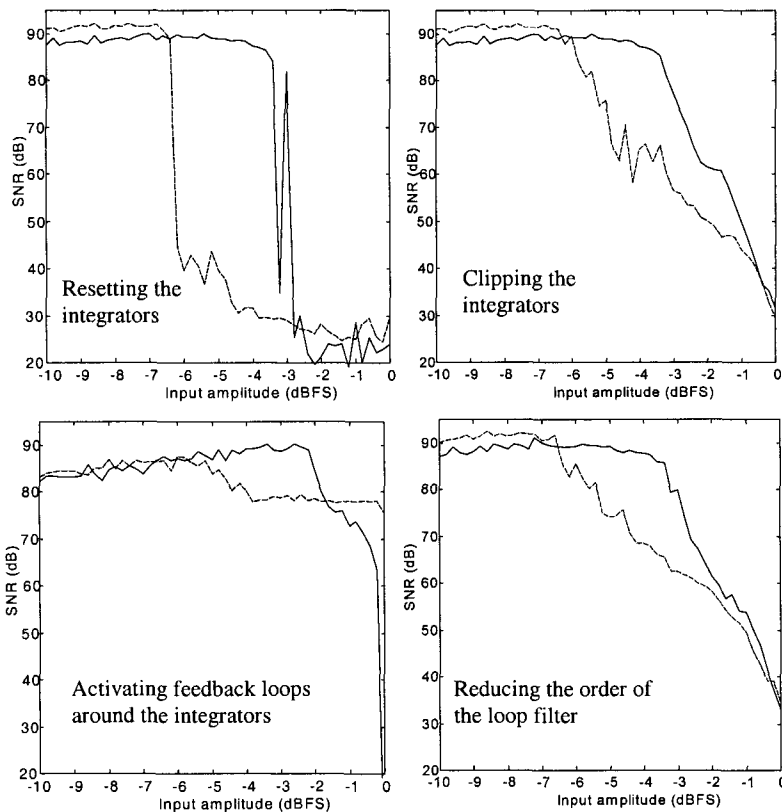 90
80
70
SNR (dB)
60
50
40
30
20
Resetting the
integrators
-10 -9 -8 -7 -6 -5 -4 -3 -2 -1 0
Input amplitude (dBFS)
90
80
70
SNR (dB)
60
50
40
30
20
Clipping the
integrators
-10 -9 -8 -7 -6 -5 -4 -3 -2 -1 0
Input amplitude (dBFS)
90
80
70
SNR (dB)
60
50
40
30
20
Activating feedback loops
around the integrators
-10 -9 -8 -7 -6 -5 -4 -3 -2 -1 0
Input amplitude (dBFS)
90
80
70
SNR (dB)
60
50
40
30
20
Reducing the order of
the loop filter
-10 -9 -8 -7 -6 -5 -4 -3 -2 -1 0
Input amplitude (dBFS)